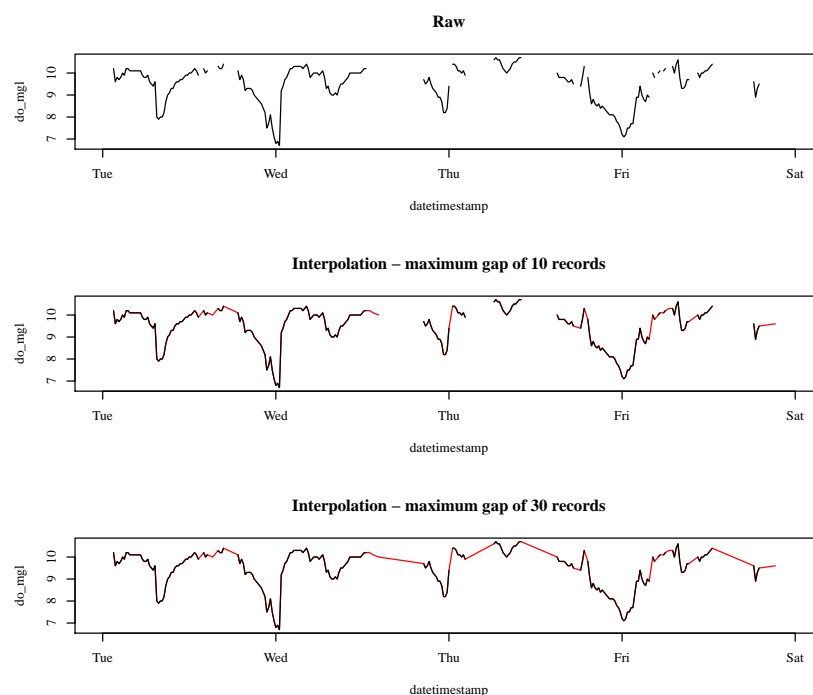 Raw
do_mgl
10
9
8
7
Tue Wed Thu Fri Sat
datetimestamp
Interpolation − maximum gap of 10 records
do_mgl
10
9
8
7
Tue Wed Thu Fri Sat
datetimestamp
Interpolation − maximum gap of 30 records
do_mgl
10
9
8
7
Tue Wed Thu Fri Sat
datetimestamp